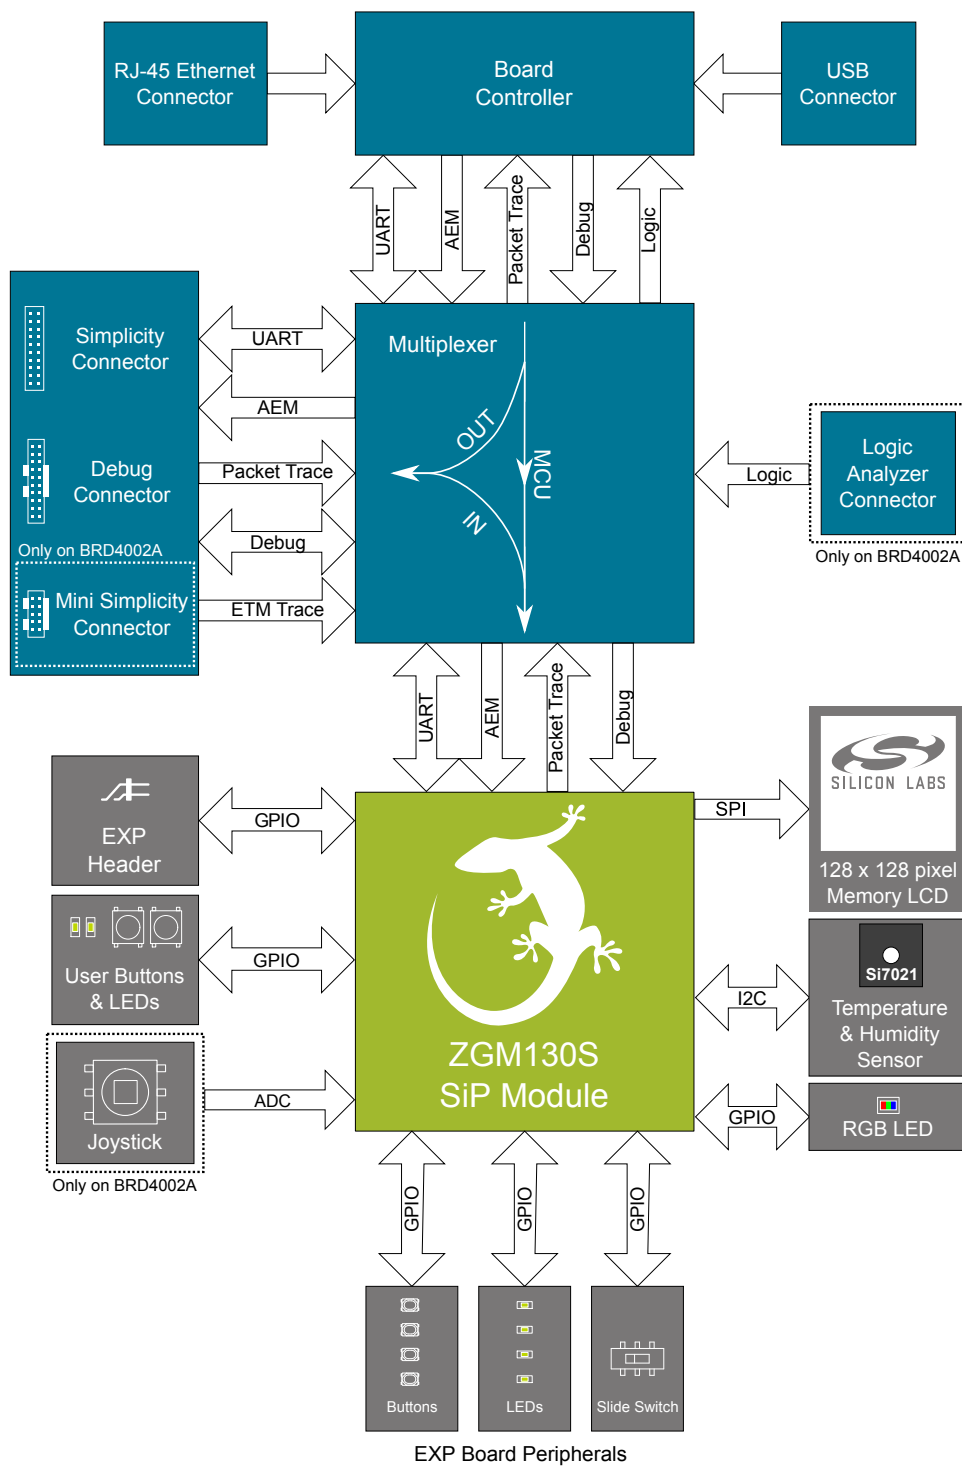 RJ-45 Ethernet
Connector
Board
Controller
USB
Connector
UART
AEM
Packet Trace
Debug
Logic
Simplicity
Connector
Debug
Connector
Only on BRD4002A
Mini Simplicity
Connector
UART
AEM
Packet Trace
Debug
ETM Trace
Multiplexer
OUT
MCU
IN
Logic
Logic
Analyzer
Connector
Only on BRD4002A
UART
AEM
Packet Trace
Debug
EXP
Header
GPIO
User Buttons
& LEDs
GPIO
Joystick
ADC
Only on BRD4002A
ZGM130S
SiP Module
SPI
SILICON LABS
128 x 128 pixel
Memory LCD
I2C
Si7021
Temperature
& Humidity
Sensor
GPIO
RGB LED
GPIO
GPIO
GPIO
Buttons
LEDs
Slide Switch
EXP Board Peripherals